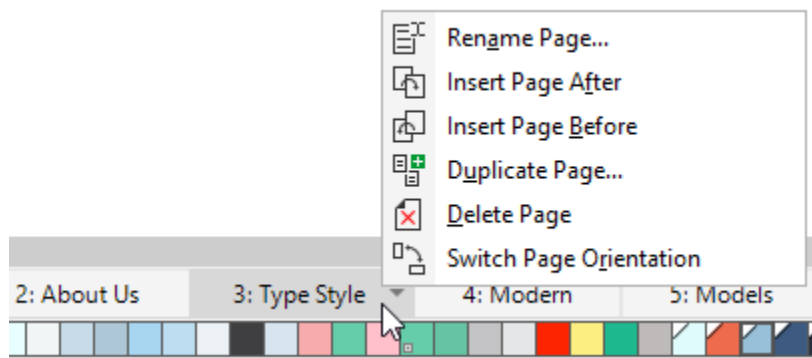 Rename Page...
Insert Page After
Insert Page Before
Duplicate Page...
Delete Page
Switch Page Orientation
2: About Us 3: Type Style 4: Modern 5: Models